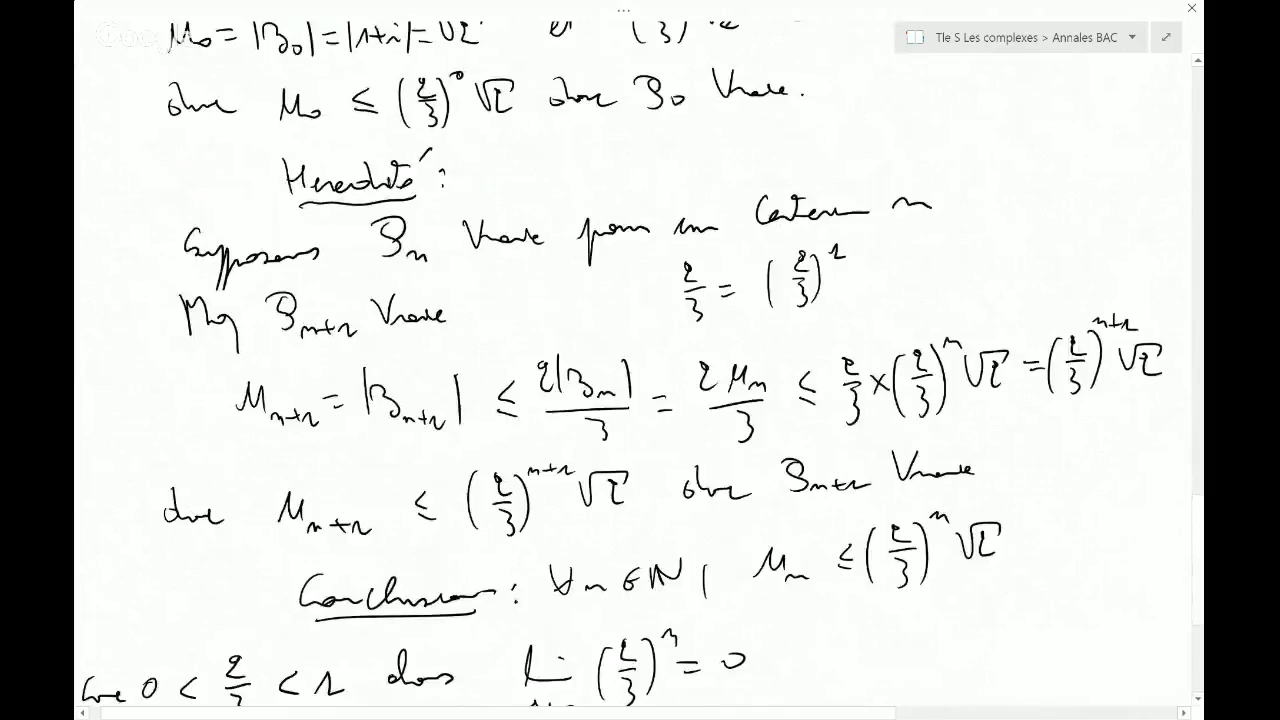 Tle S Les complexes > Annales BAC
u₀ = |z₀| = |1+i| = √2 et
donc u₀ ≤ (2/3)⁰ √2 donc P₀ Vraie.
Heredité :
Supposons Pₙ Vraie pour un certain n
2/3 = (2/3)¹
Mq Pₙ₊₁ Vraie
uₙ₊₁ = |zₙ₊₁| ≤ 2|zₙ|/3 = 2uₙ/3 ≤ 2/3 × (2/3)ⁿ √2 = (2/3)ⁿ⁺¹ √2
donc uₙ₊₁ ≤ (2/3)ⁿ⁺¹ √2 donc Pₙ₊₁ Vraie
Conclusion : ∀n ∈ ℕ, uₙ ≤ (2/3)ⁿ √2
0 < 2/3 < 1 alors lim (2/3)ⁿ = 0